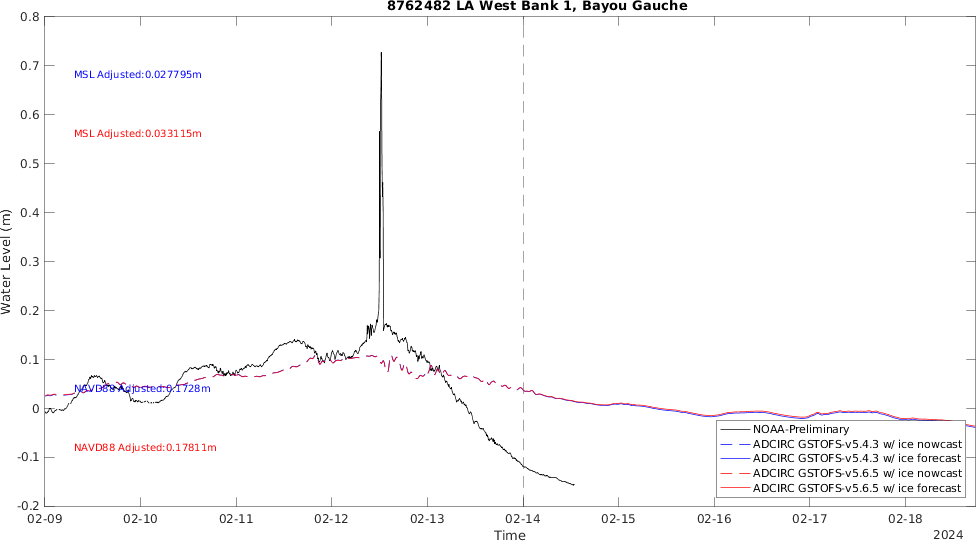 8762482 LA West Bank 1, Bayou Gauche
0.8
0.7
0.6
0.5
0.4
0.3
0.2
0.1
0
-0.1
-0.2
Water Level (m)
MSL Adjusted:0.027795m
MSL Adjusted:0.033115m
NAVD88 Adjusted:0.1728m
NAVD88 Adjusted:0.17811m
NOAA-Preliminary
ADCIRC GSTOFS-v5.4.3 w/ ice nowcast
ADCIRC GSTOFS-v5.4.3 w/ ice forecast
ADCIRC GSTOFS-v5.6.5 w/ ice nowcast
ADCIRC GSTOFS-v5.6.5 w/ ice forecast
02-09 02-10 02-11 02-12 02-13 02-14 02-15 02-16 02-17 02-18
Time
2024